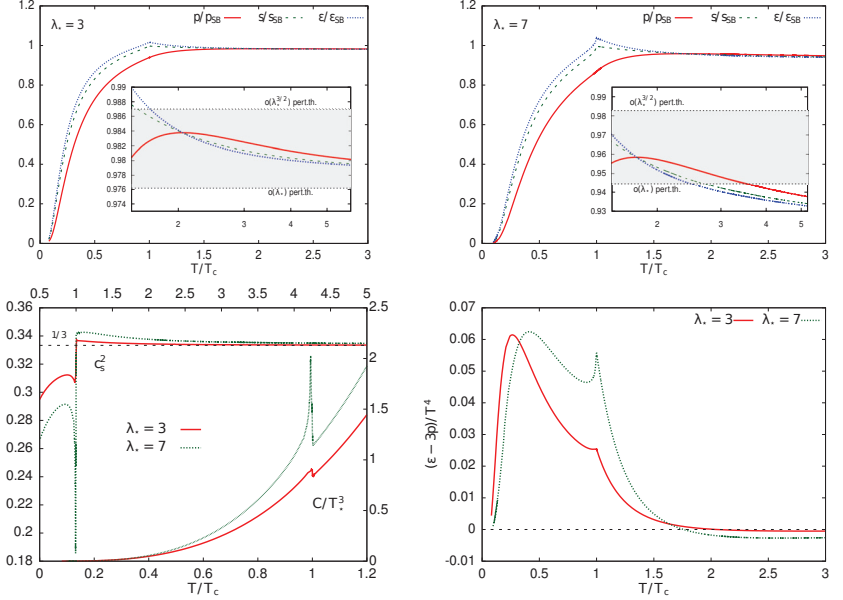 λ⋆ = 3
p/p_SB s/s_SB ε/ε_SB
1.2
1
0.8
0.6
0.4
0.2
0
0 0.5 1 1.5 2 2.5 3
T/T_c
0.99
0.988
0.984
0.98
0.976
0.974
2 3 4 5
o(λ⋆^3/2) pert.th.
o(λ⋆) pert.th.
λ⋆ = 7
p/p_SB s/s_SB ε/ε_SB
1.2
1
0.8
0.6
0.4
0.2
0
0 0.5 1 1.5 2 2.5 3
T/T_c
0.99
0.98
0.97
0.96
0.95
0.94
0.93
2 3 4 5
o(λ⋆^3/2) pert.th.
o(λ⋆) pert.th.
0.5 1 1.5 2 2.5 3 3.5 4 4.5 5
0.36
0.34
0.32
0.3
0.28
0.26
0.24
0.22
0.2
0.18
1/3
c_s^2
λ⋆ = 3
λ⋆ = 7
C/T⋆^3
2.5
2
1.5
1
0.5
0
0 0.2 0.4 0.6 0.8 1 1.2
T/T_c
λ⋆ = 3 λ⋆ = 7
(ε − 3p)/T^4
0.07
0.06
0.05
0.04
0.03
0.02
0.01
0
-0.01
0 0.5 1 1.5 2 2.5 3
T/T_c